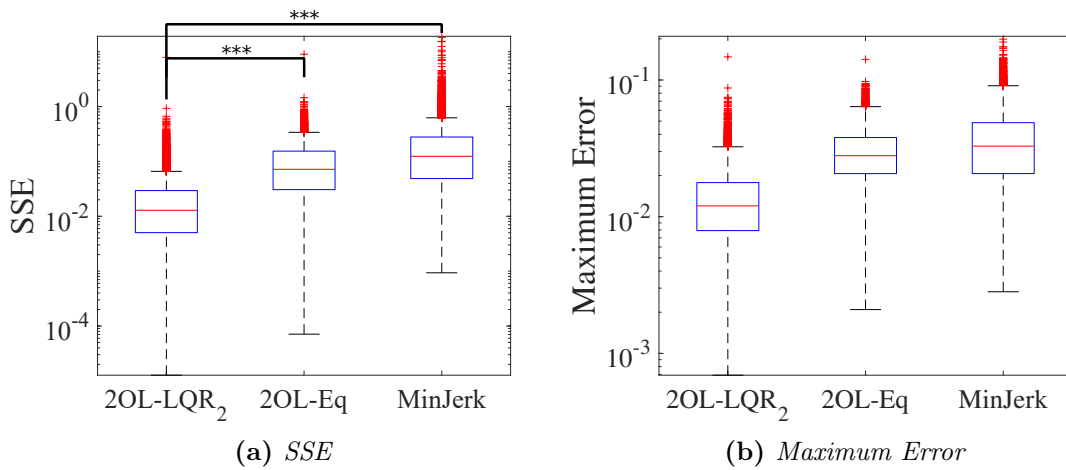 ***
***
SSE
10^0
10^-2
10^-4
2OL-LQR_2 2OL-Eq MinJerk
(a) SSE
Maximum Error
10^-1
10^-2
10^-3
2OL-LQR_2 2OL-Eq MinJerk
(b) Maximum Error